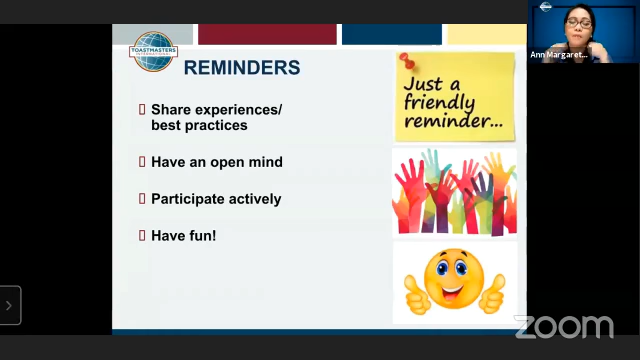 TOASTMASTERS
INTERNATIONAL
REMINDERS
Share experiences/
best practices
Have an open mind
Participate actively
Have fun!
Just a
friendly
reminder...
Ann Margaret...
zoom